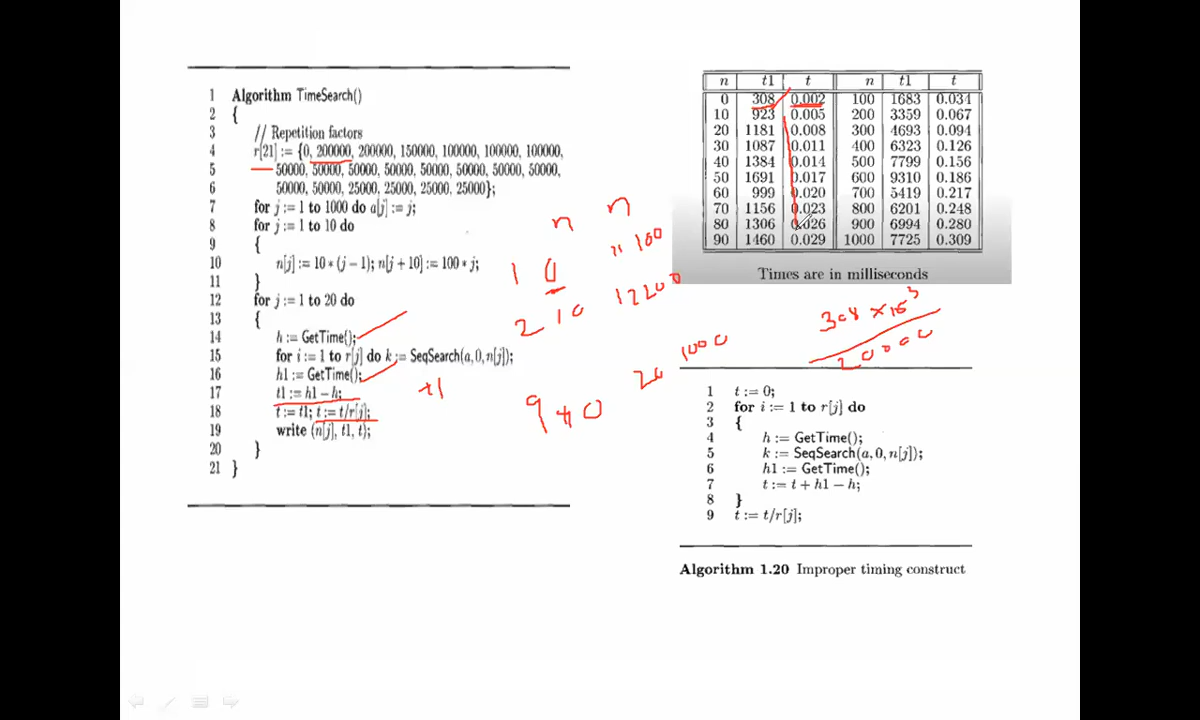 1 Algorithm TimeSearch()
2 {
3 // Repetition factors
4 r[21] := {0, 200000, 200000, 150000, 100000, 100000, 100000,
5 50000, 50000, 50000, 50000, 50000, 50000, 50000,
6 50000, 50000, 25000, 25000, 25000, 25000};
7 for j := 1 to 1000 do a[j] := j;
8 for j := 1 to 10 do
9 {
10 n[j] := 10 * (j − 1); n[j + 10] := 100 * j;
11 }
12 for j := 1 to 20 do
13 {
14 h := GetTime();
15 for i := 1 to r[j] do k := SeqSearch(a, 0, n[j]);
16 h1 := GetTime();
17 t1 := h1 − h;
18 t := t1; t := t/r[j];
19 write (n[j], t1, t);
20 }
21 }
t1
n n
1 0 11 100
2 10 12 200
20 1000
n t1 t n t1 t
0 308 0.002 100 1683 0.034
10 923 0.005 200 3359 0.067
20 1181 0.008 300 4693 0.094
30 1087 0.011 400 6323 0.126
40 1384 0.014 500 7799 0.156
50 1691 0.017 600 9310 0.186
60 999 0.020 700 5419 0.217
70 1156 0.023 800 6201 0.248
80 1306 0.026 900 6994 0.280
90 1460 0.029 1000 7725 0.309
Times are in milliseconds
308 × 10³
20000
1 t := 0;
2 for i := 1 to r[j] do
3 {
4 h := GetTime();
5 k := SeqSearch(a, 0, n[j]);
6 h1 := GetTime();
7 t := t + h1 − h;
8 }
9 t := t/r[j];
Algorithm 1.20 Improper timing construct